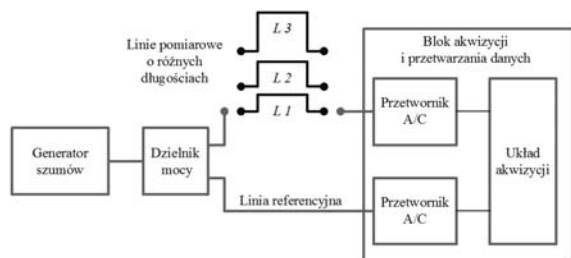 Linie pomiarowe
o różnych
długościach
L 3
L 2
L 1
Blok akwizycji
i przetwarzania danych
Generator
szumów
Dzielnik
mocy
Linia referencyjna
Przetwornik
A/C
Przetwornik
A/C
Układ
akwizycji